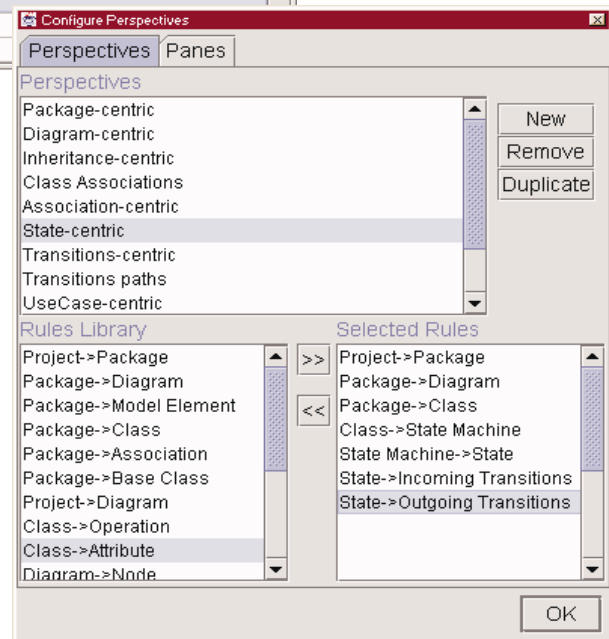 Configure Perspectives
Perspectives Panes
Perspectives
Package-centric
Diagram-centric
Inheritance-centric
Class Associations
Association-centric
State-centric
Transitions-centric
Transitions paths
UseCase-centric
New
Remove
Duplicate
Rules Library
Project->Package
Package->Diagram
Package->Model Element
Package->Class
Package->Association
Package->Base Class
Project->Diagram
Class->Operation
Class->Attribute
Diagram->Node
>>
<<
Selected Rules
Project->Package
Package->Diagram
Package->Class
Class->State Machine
State Machine->State
State->Incoming Transitions
State->Outgoing Transitions
OK